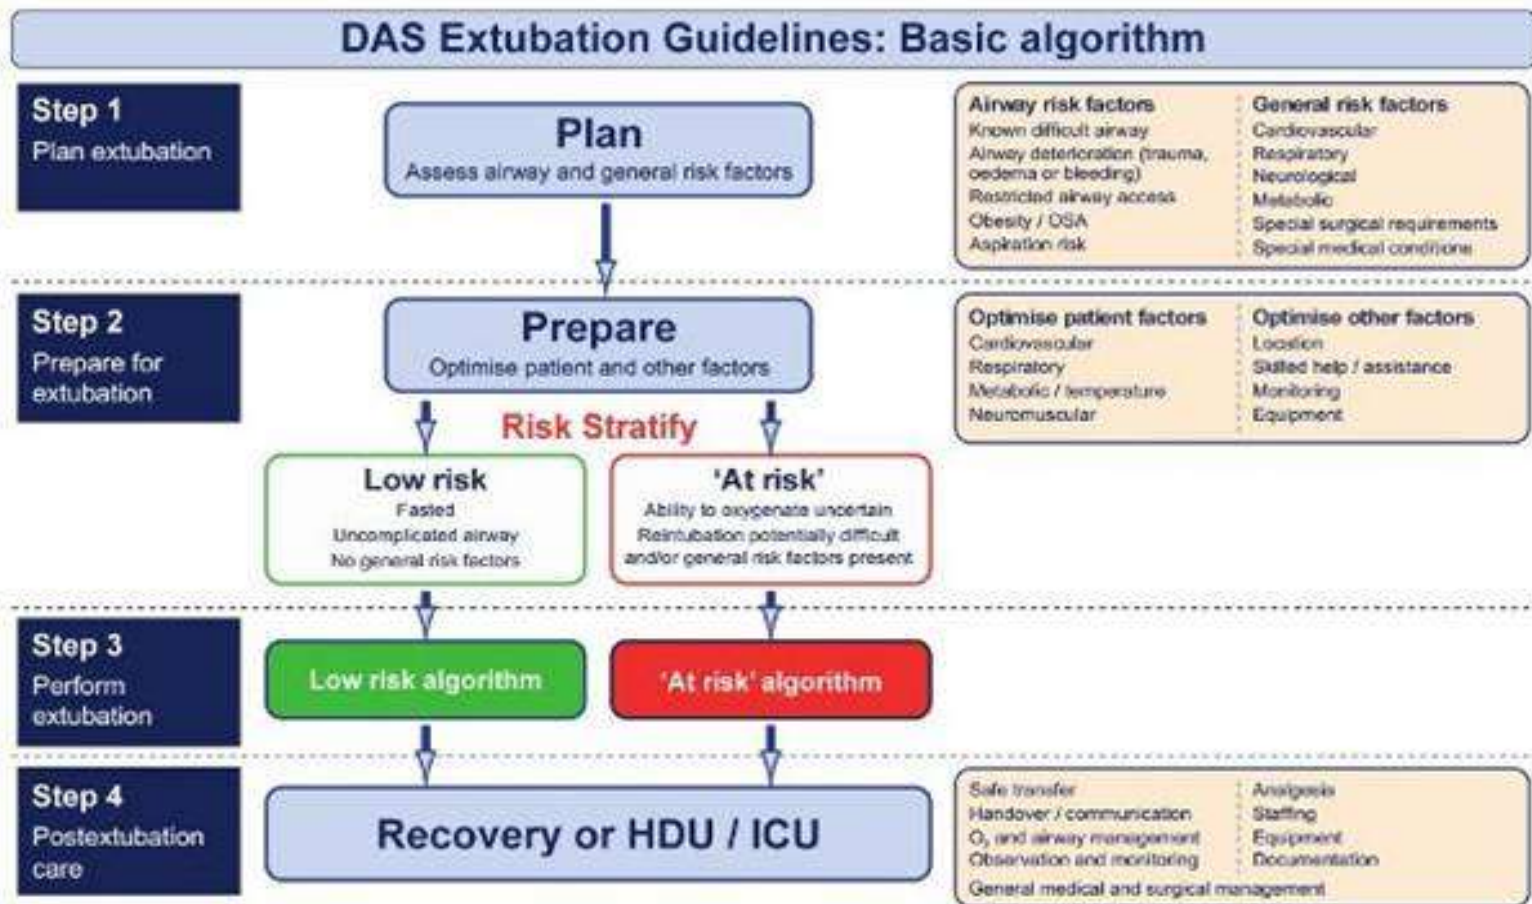 DAS Extubation Guidelines: Basic algorithm
Step 1
Plan extubation
Plan
Assess airway and general risk factors
Airway risk factors
Known difficult airway
Airway deterioration (trauma,
oedema or bleeding)
Restricted airway access
Obesity / OSA
Aspiration risk
General risk factors
Cardiovascular
Respiratory
Neurological
Metabolic
Special surgical requirements
Special medical conditions
Step 2
Prepare for
extubation
Prepare
Optimise patient and other factors
Optimise patient factors
Cardiovascular
Respiratory
Metabolic / temperature
Neuromuscular
Optimise other factors
Location
Skilled help / assistance
Monitoring
Equipment
Risk Stratify
Low risk
Fasted
Uncomplicated airway
No general risk factors
‘At risk’
Ability to oxygenate uncertain
Reintubation potentially difficult
and/or general risk factors present
Step 3
Perform
extubation
Low risk algorithm
‘At risk’ algorithm
Step 4
Postextubation
care
Recovery or HDU / ICU
Safe transfer
Handover / communication
O₂ and airway management
Observation and monitoring
Analgesia
Staffing
Equipment
Documentation
General medical and surgical management